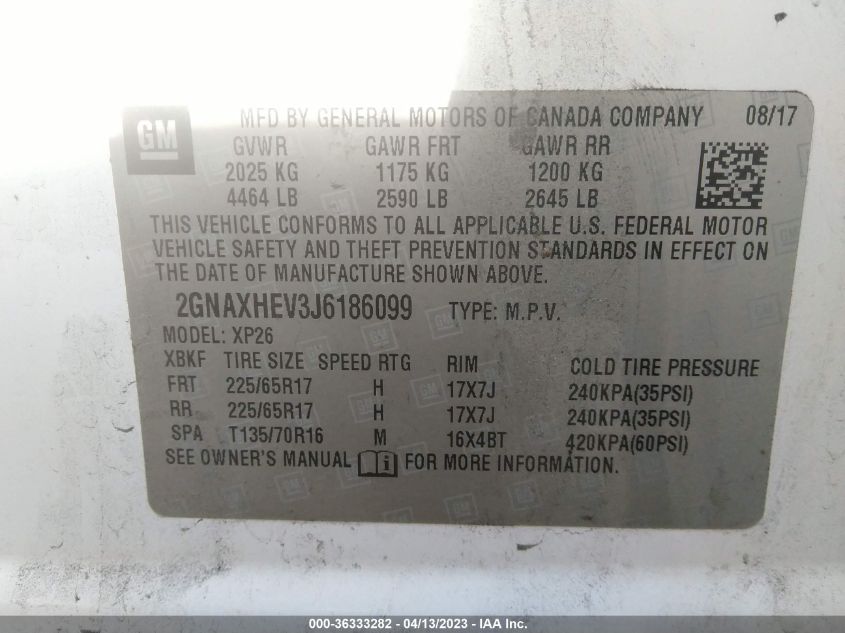 GM
MFD BY GENERAL MOTORS OF CANADA COMPANY 08/17
GVWR GAWR FRT GAWR RR
2025 KG 1175 KG 1200 KG
4464 LB 2590 LB 2645 LB
THIS VEHICLE CONFORMS TO ALL APPLICABLE U.S. FEDERAL MOTOR
VEHICLE SAFETY AND THEFT PREVENTION STANDARDS IN EFFECT ON
THE DATE OF MANUFACTURE SHOWN ABOVE.
2GNAXHEV3J6186099 TYPE: M.P.V.
MODEL: XP26
XBKF TIRE SIZE SPEED RTG RIM COLD TIRE PRESSURE
FRT 225/65R17 H 17X7J 240KPA(35PSI)
RR 225/65R17 H 17X7J 240KPA(35PSI)
SPA T135/70R16 M 16X4BT 420KPA(60PSI)
SEE OWNER'S MANUAL FOR MORE INFORMATION.
000-36333282 - 04/13/2023 - IAA Inc.